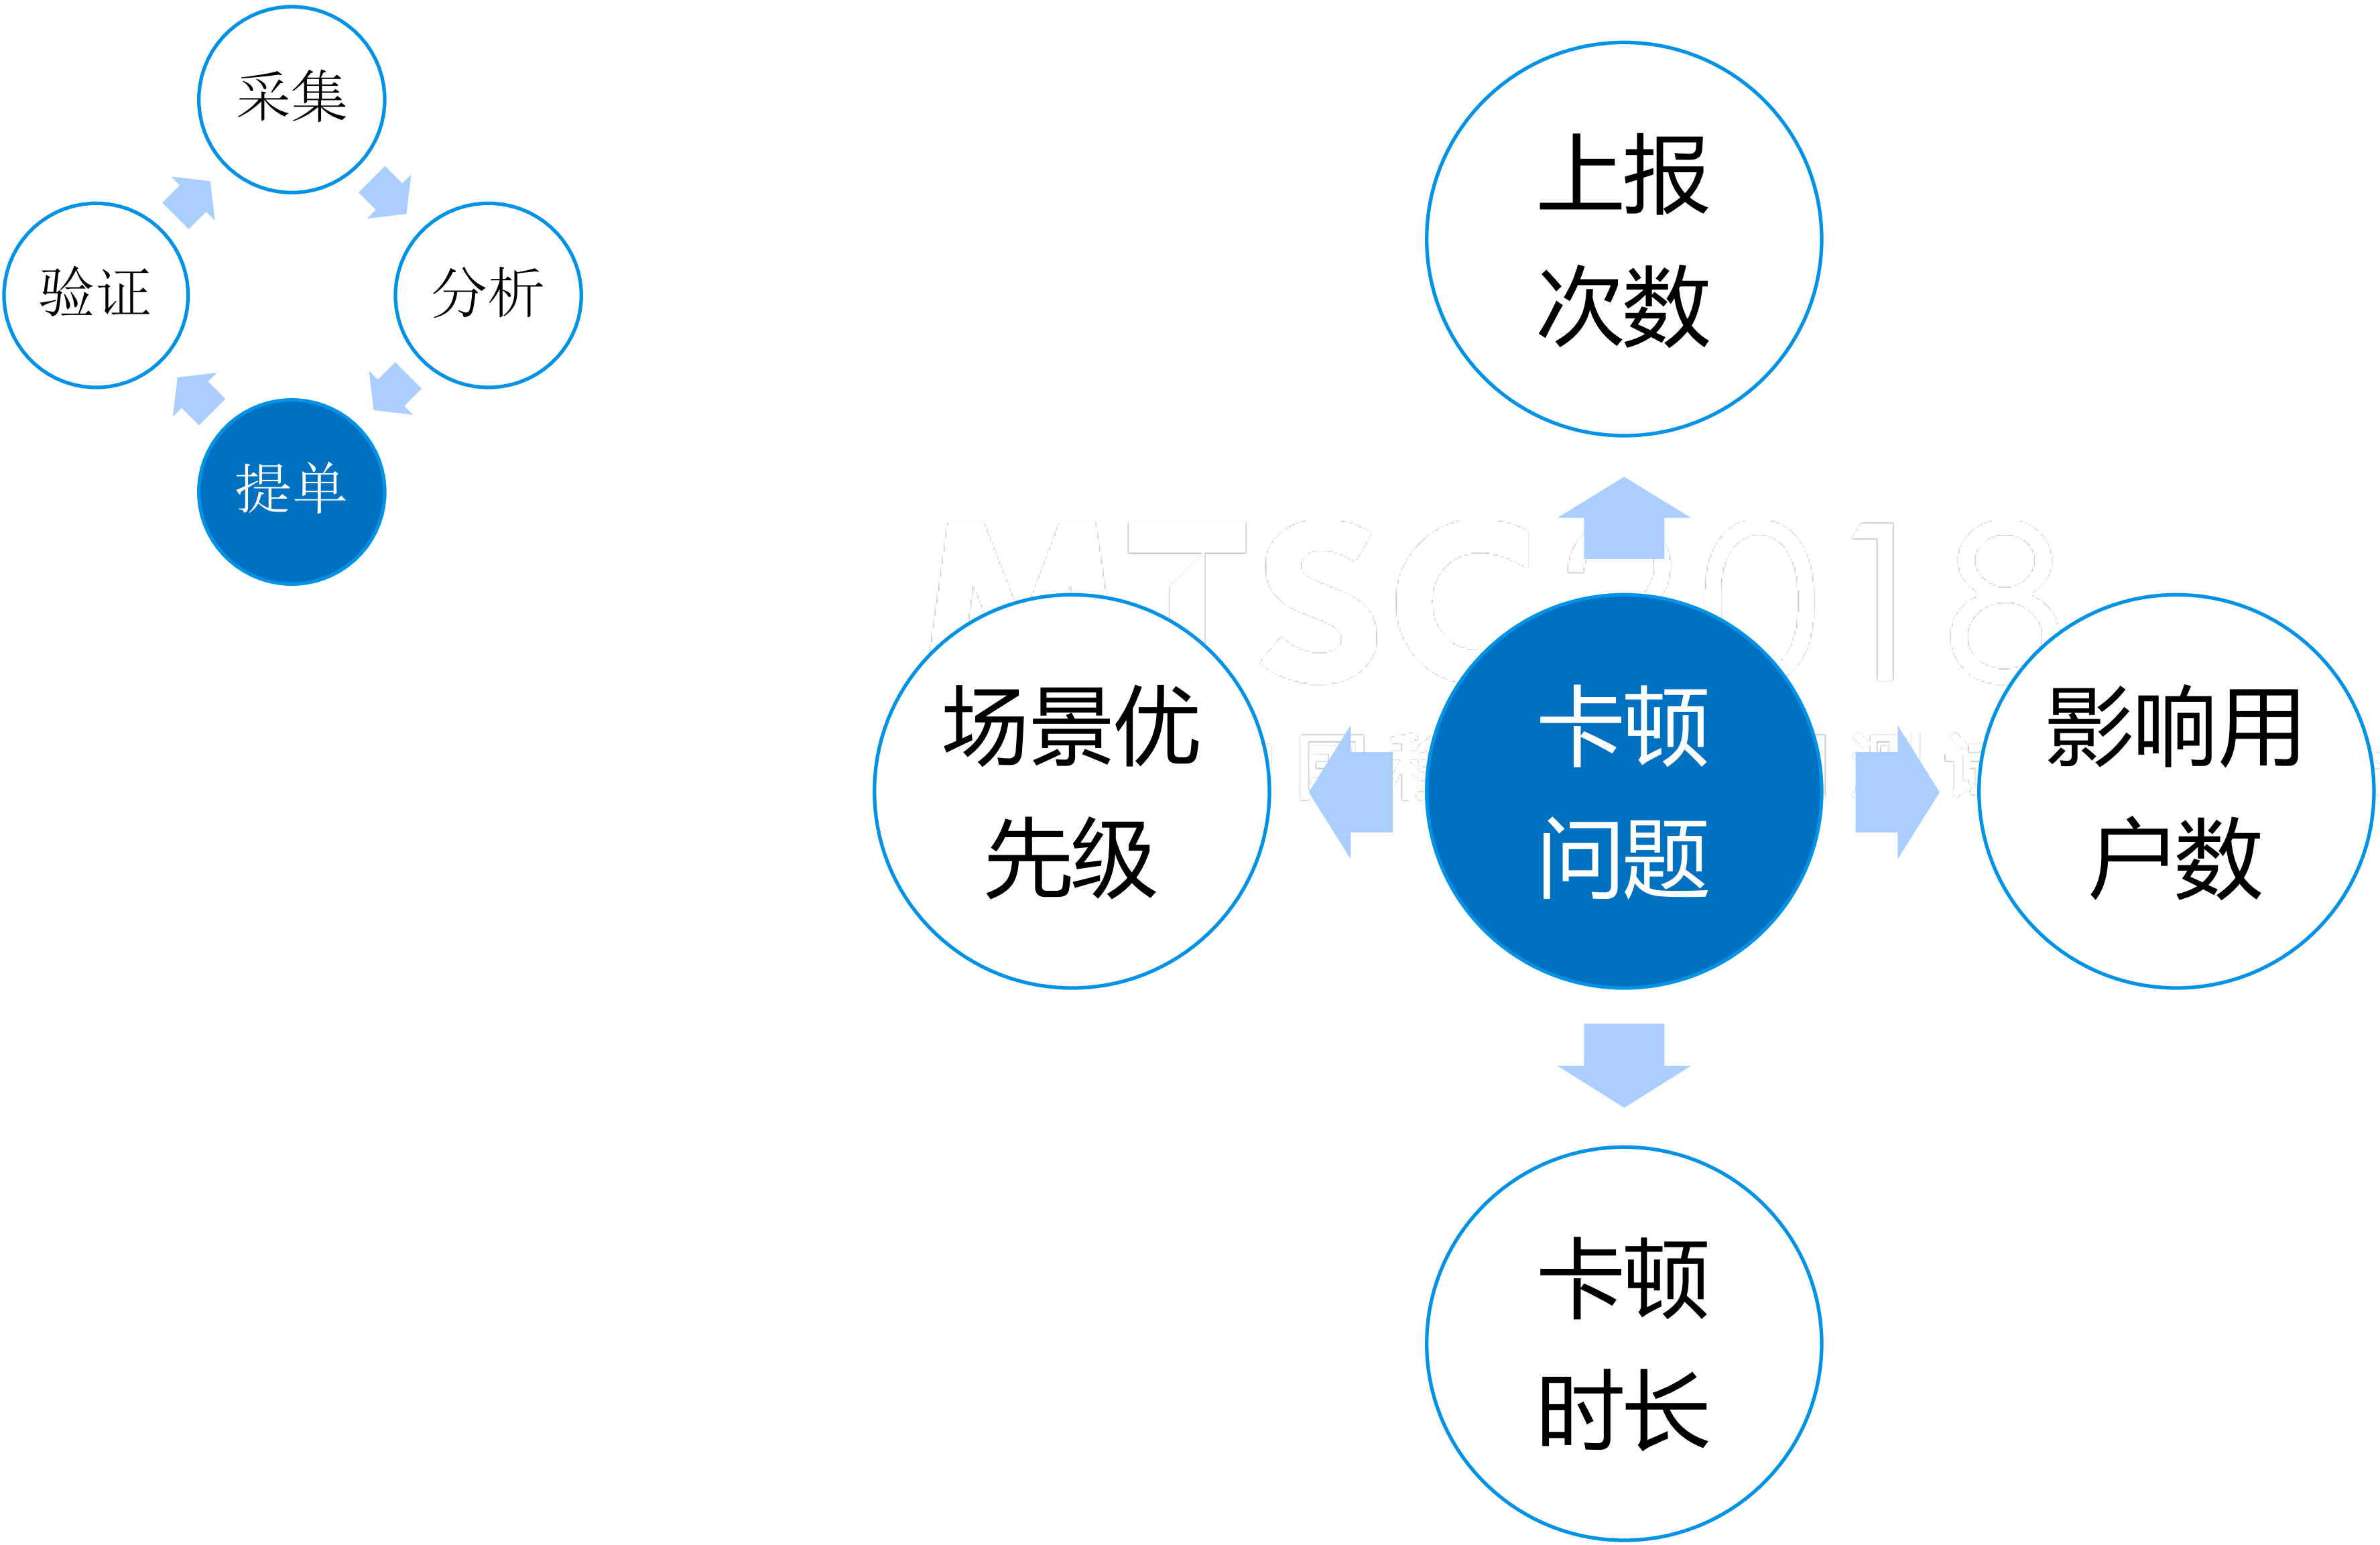 采集
验证
分析
提单
上报
次数
MTSC2018
场景优
先级
卡顿
问题
影响用
户数
卡顿
时长